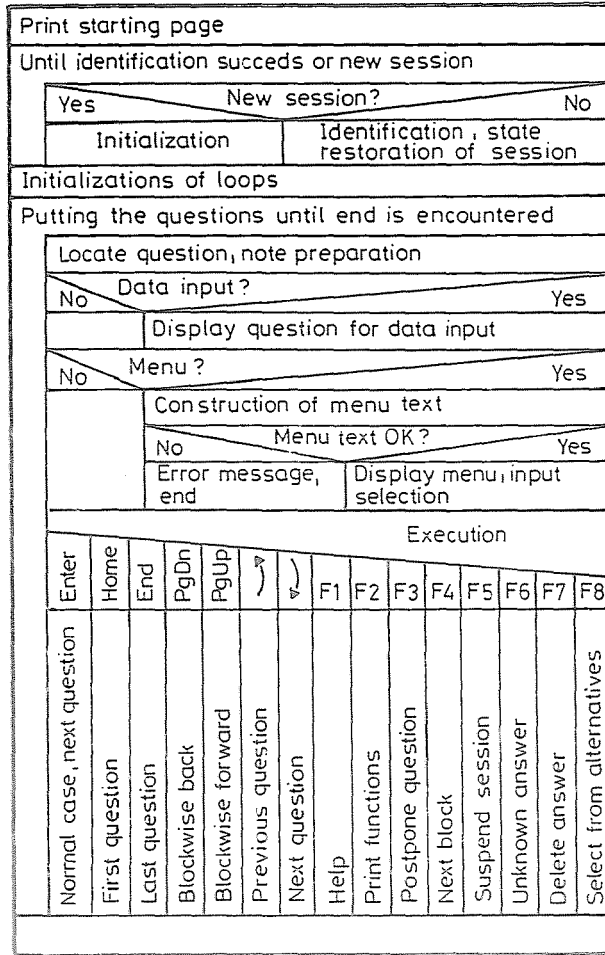 Print starting page
Until identification succeds or new session
Yes New session? No
Initialization
Identification, state
restoration of session
Initializations of loops
Putting the questions until end is encountered
Locate question, note preparation
No Data input? Yes
Display question for data input
No Menu? Yes
Construction of menu text
No Menu text OK? Yes
Error message,
end
Display menu, input
selection
Execution
Enter
Home
End
PgDn
PgUp
F1
F2
F3
F4
F5
F6
F7
F8
Normal case, next question
First question
Last question
Blockwise back
Blockwise forward
Previous question
Next question
Help
Print functions
Postpone question
Next block
Suspend session
Unknown answer
Delete answer
Select from alternatives